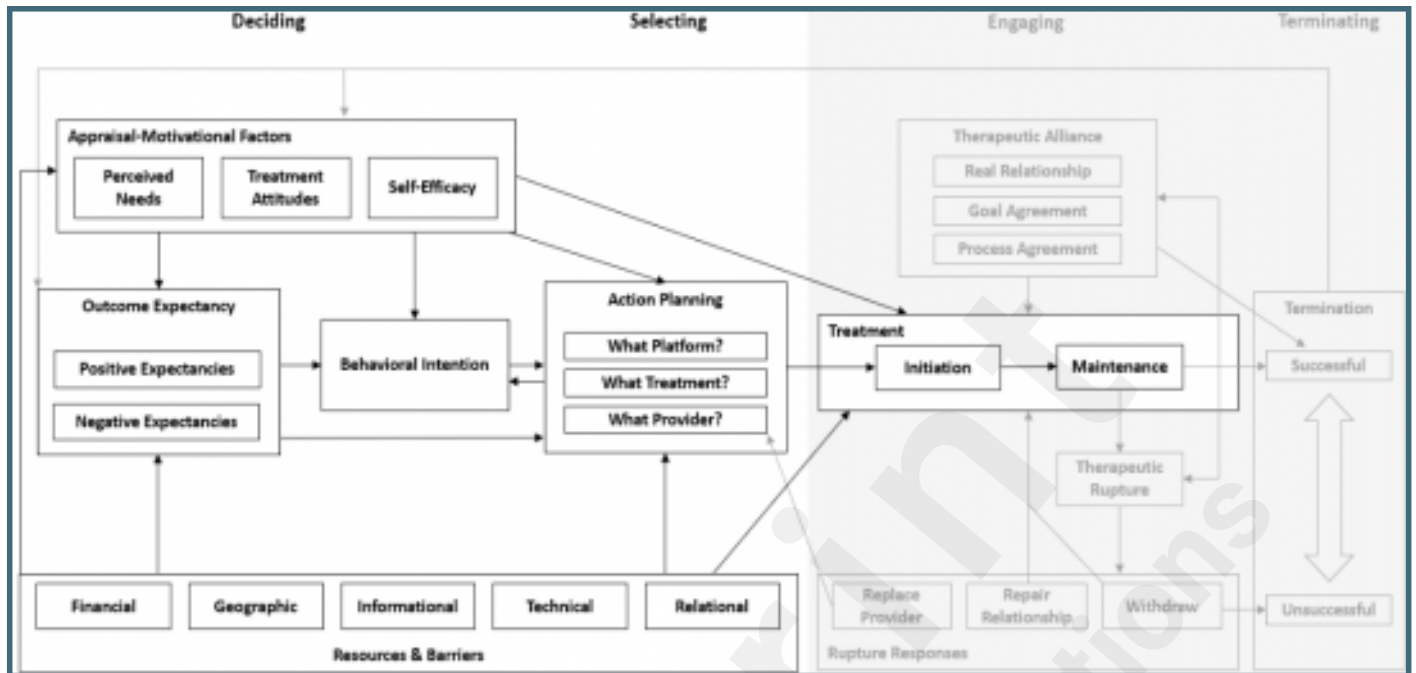 Deciding
Selecting
Engaging
Terminating
Appraisal-Motivational Factors
Perceived
Needs
Treatment
Attitudes
Self-Efficacy
Therapeutic Alliance
Real Relationship
Goal Agreement
Process Agreement
Outcome Expectancy
Positive Expectancies
Negative Expectancies
Behavioral Intention
Action Planning
What Platform?
What Treatment?
What Provider?
Treatment
Initiation
Maintenance
Termination
Successful
Therapeutic
Rupture
Financial
Geographic
Informational
Technical
Relational
Resources & Barriers
Replace
Provider
Repair
Relationship
Withdraw
Rupture Responses
Unsuccessful